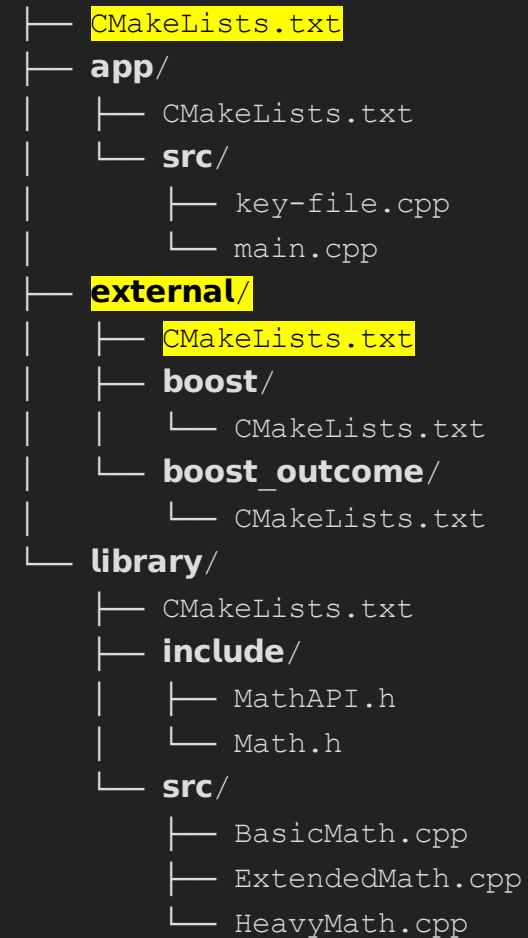 ├── CMakeLists.txt
├── app/
│   ├── CMakeLists.txt
│   └── src/
│       ├── key-file.cpp
│       └── main.cpp
├── external/
│   ├── CMakeLists.txt
│   ├── boost/
│   │   └── CMakeLists.txt
│   └── boost_outcome/
│       └── CMakeLists.txt
└── library/
    ├── CMakeLists.txt
    ├── include/
    │   ├── MathAPI.h
    │   └── Math.h
    └── src/
        ├── BasicMath.cpp
        ├── ExtendedMath.cpp
        └── HeavyMath.cpp